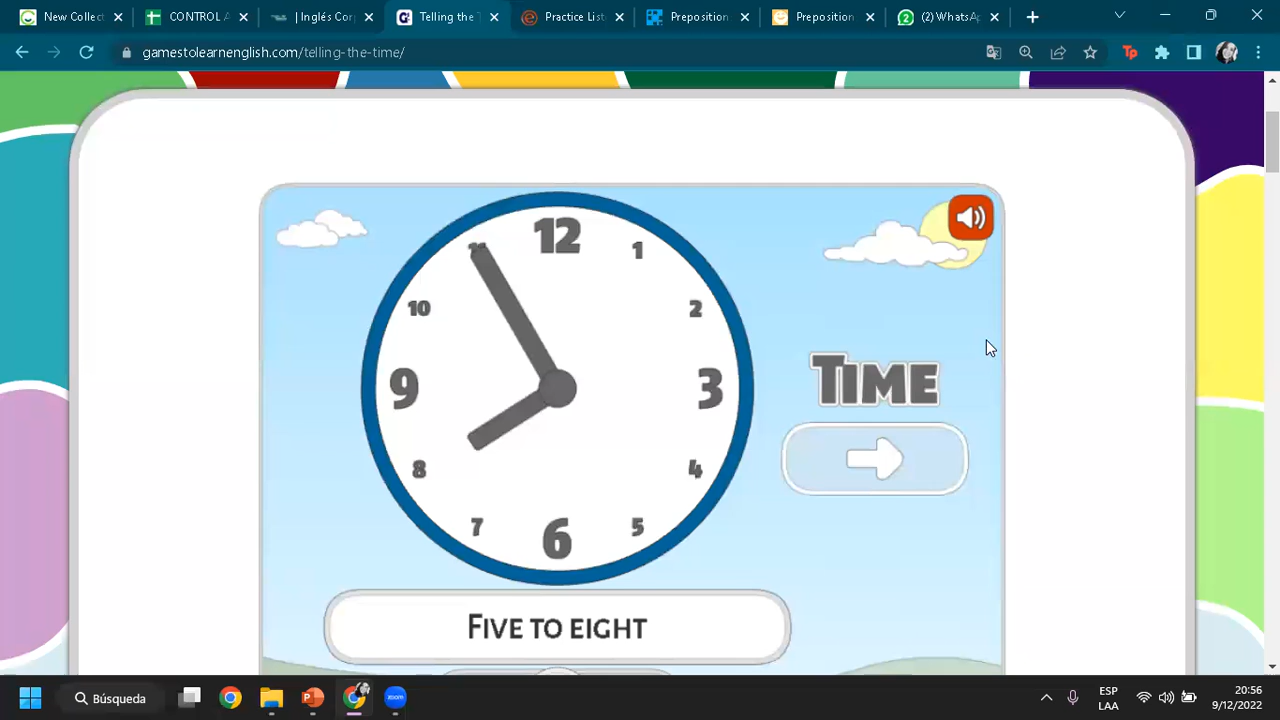 New Collect
CONTROL A
| Inglés Corp
Telling the T
Practice List
Preposition
Preposition
(2) WhatsAp
gamestolearnenglish.com/telling-the-time/
12
1
10
2
9
3
TIME
8
4
7
5
6
FIVE TO EIGHT
Búsqueda
zoom
ESP
LAA
20:56
9/12/2022